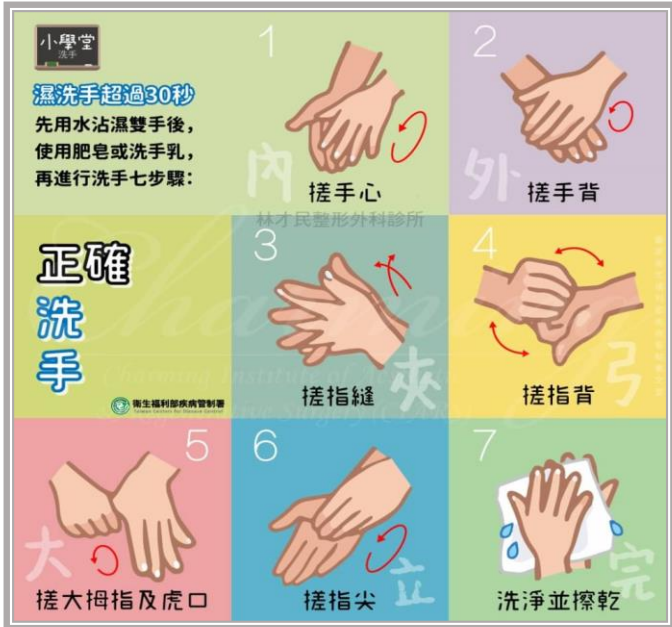 小學堂
洗手
濕洗手超過30秒
先用水沾濕雙手後，
使用肥皂或洗手乳，
再進行洗手七步驟：
1
內
搓手心
2
外
搓手背
林才民整形外科診所
正確
洗手
衛生福利部疾病管制署
Taiwan Centers for Disease Control
3
夾
搓指縫
4
弓
搓指背
5
大
搓大拇指及虎口
6
立
搓指尖
7
完
洗淨並擦乾